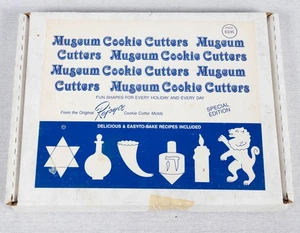 Museum Cookie Cutters Museum
Cutters Museum Cookie Cutters
Museum Cookie Cutters Museum
Cutters Museum Cookie Cutters
FUN SHAPES FOR EVERY HOLIDAY AND EVERY DAY
From the Original
Cookie Cutter Molds
SPECIAL
EDITION
DELICIOUS & EASY-TO-BAKE RECIPES INCLUDED
ה